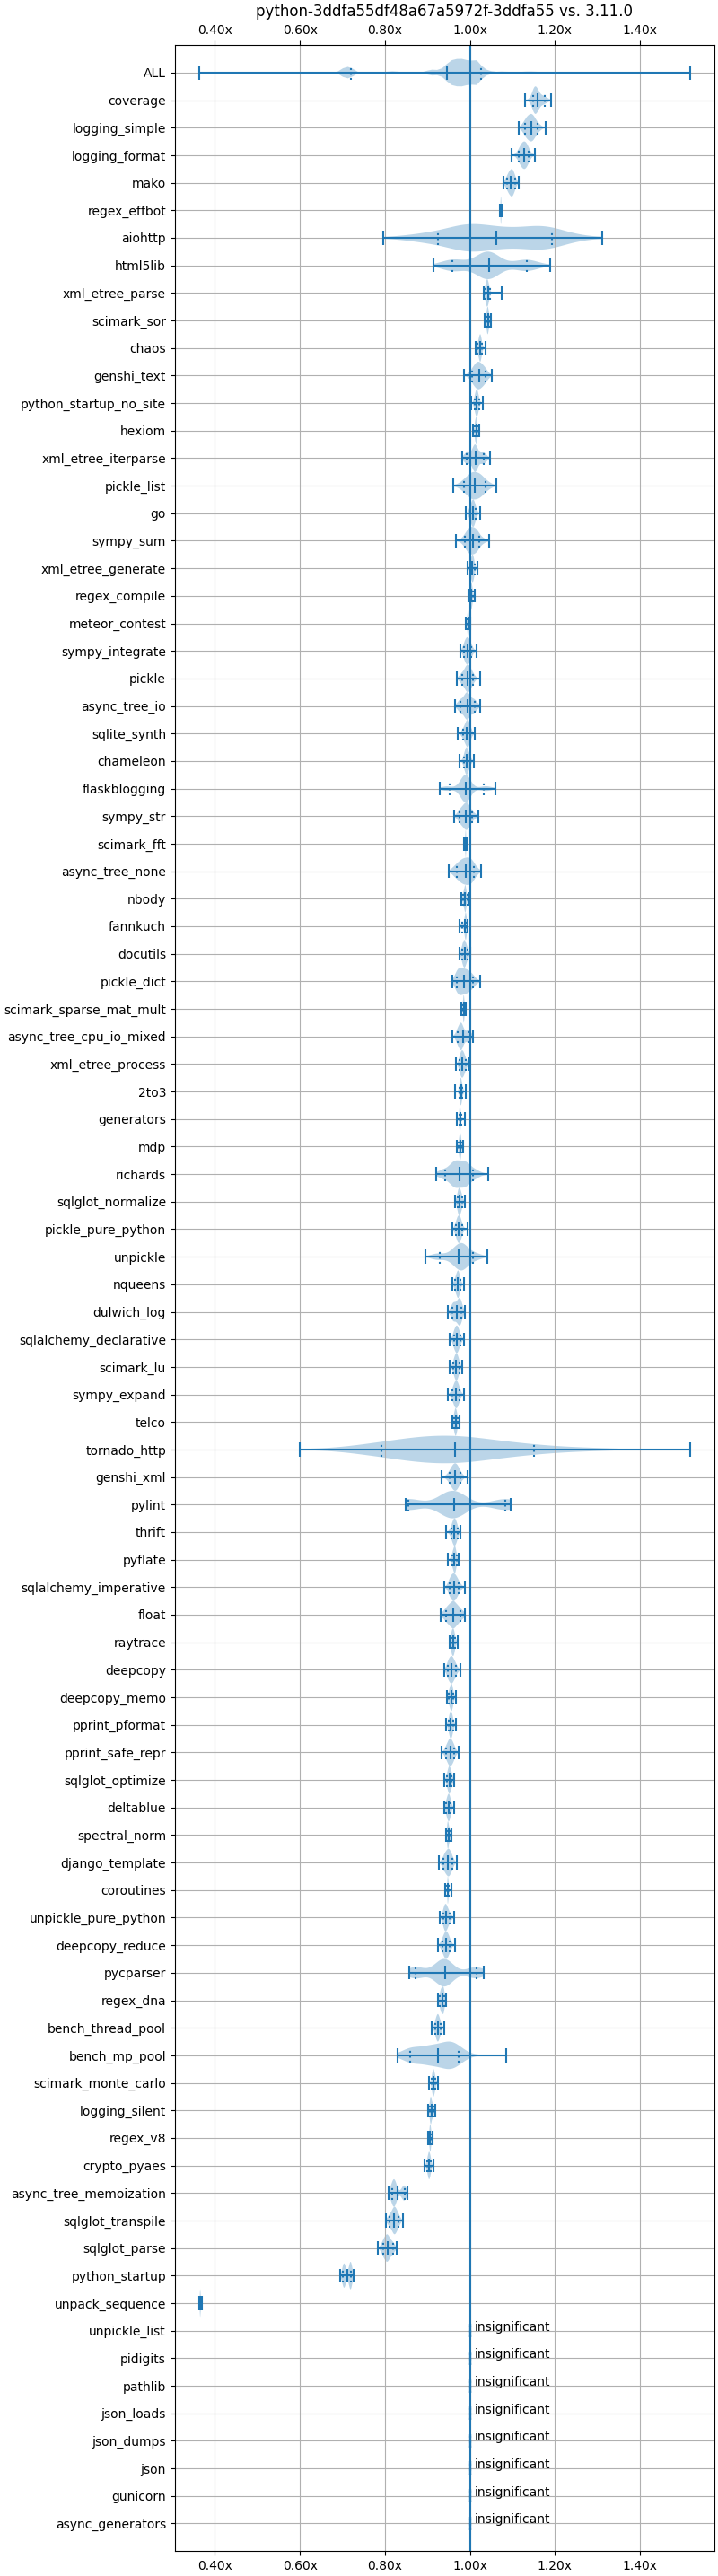 python-3ddfa55df48a67a5972f-3ddfa55 vs. 3.11.0
0.40x 0.60x 0.80x 1.00x 1.20x 1.40x
ALL
coverage
logging_simple
logging_format
mako
regex_effbot
aiohttp
html5lib
xml_etree_parse
scimark_sor
chaos
genshi_text
python_startup_no_site
hexiom
xml_etree_iterparse
pickle_list
go
sympy_sum
xml_etree_generate
regex_compile
meteor_contest
sympy_integrate
pickle
async_tree_io
sqlite_synth
chameleon
flaskblogging
sympy_str
scimark_fft
async_tree_none
nbody
fannkuch
docutils
pickle_dict
scimark_sparse_mat_mult
async_tree_cpu_io_mixed
xml_etree_process
2to3
generators
mdp
richards
sqlglot_normalize
pickle_pure_python
unpickle
nqueens
dulwich_log
sqlalchemy_declarative
scimark_lu
sympy_expand
telco
tornado_http
genshi_xml
pylint
thrift
pyflate
sqlalchemy_imperative
float
raytrace
deepcopy
deepcopy_memo
pprint_pformat
pprint_safe_repr
sqlglot_optimize
deltablue
spectral_norm
django_template
coroutines
unpickle_pure_python
deepcopy_reduce
pycparser
regex_dna
bench_thread_pool
bench_mp_pool
scimark_monte_carlo
logging_silent
regex_v8
crypto_pyaes
async_tree_memoization
sqlglot_transpile
sqlglot_parse
python_startup
unpack_sequence
unpickle_list insignificant
pidigits insignificant
pathlib insignificant
json_loads insignificant
json_dumps insignificant
json insignificant
gunicorn insignificant
async_generators insignificant
0.40x 0.60x 0.80x 1.00x 1.20x 1.40x